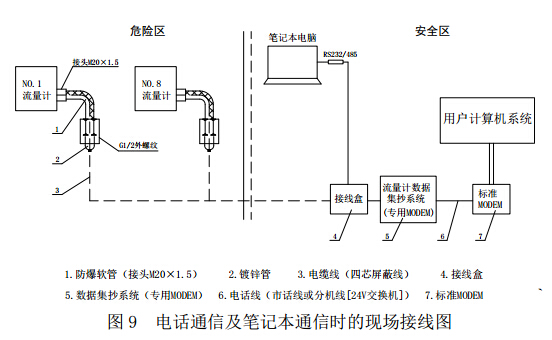 危险区
安全区
笔记本电脑
RS232/485
接头M20×1.5
NO.1
流量计
NO.8
流量计
用户计算机系统
G1/2外螺纹
1
2
3
接线盒
流量计数据
集抄系统
(专用MODEM)
标准
MODEM
4
5
6
7
1.防爆软管（接头M20×1.5） 2.镀锌管 3.电缆线（四芯屏蔽线） 4.接线盒
5.数据集抄系统（专用MODEM） 6.电话线（市话线或分机线[24V交换机]） 7.标准MODEM
图 9 电话通信及笔记本通信时的现场接线图